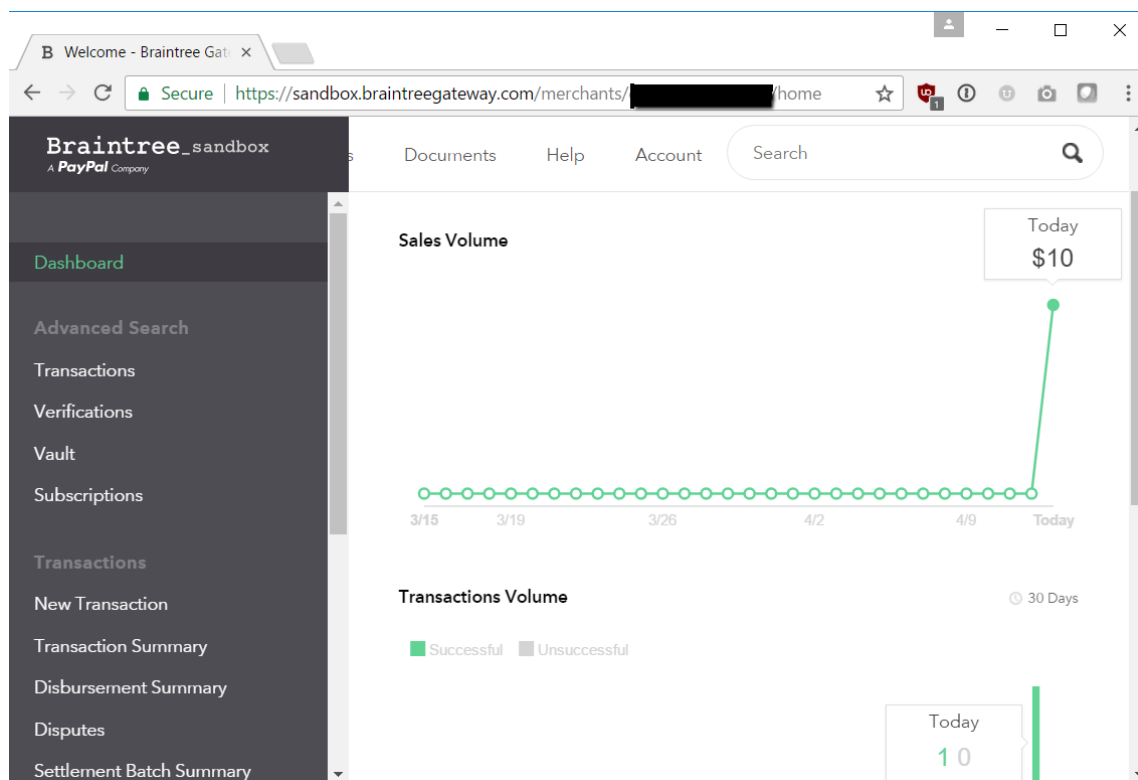 B Welcome - Braintree Gat
Secure | https://sandbox.braintreegateway.com/merchants/ /home
1
Braintree_sandbox
A PayPal Company
s Documents Help Account Search
Dashboard
Advanced Search
Transactions
Verifications
Vault
Subscriptions
Transactions
New Transaction
Transaction Summary
Disbursement Summary
Disputes
Settlement Batch Summary
Sales Volume
Today
$10
3/15 3/19 3/26 4/2 4/9 Today
Transactions Volume
30 Days
Successful Unsuccessful
Today
1 0